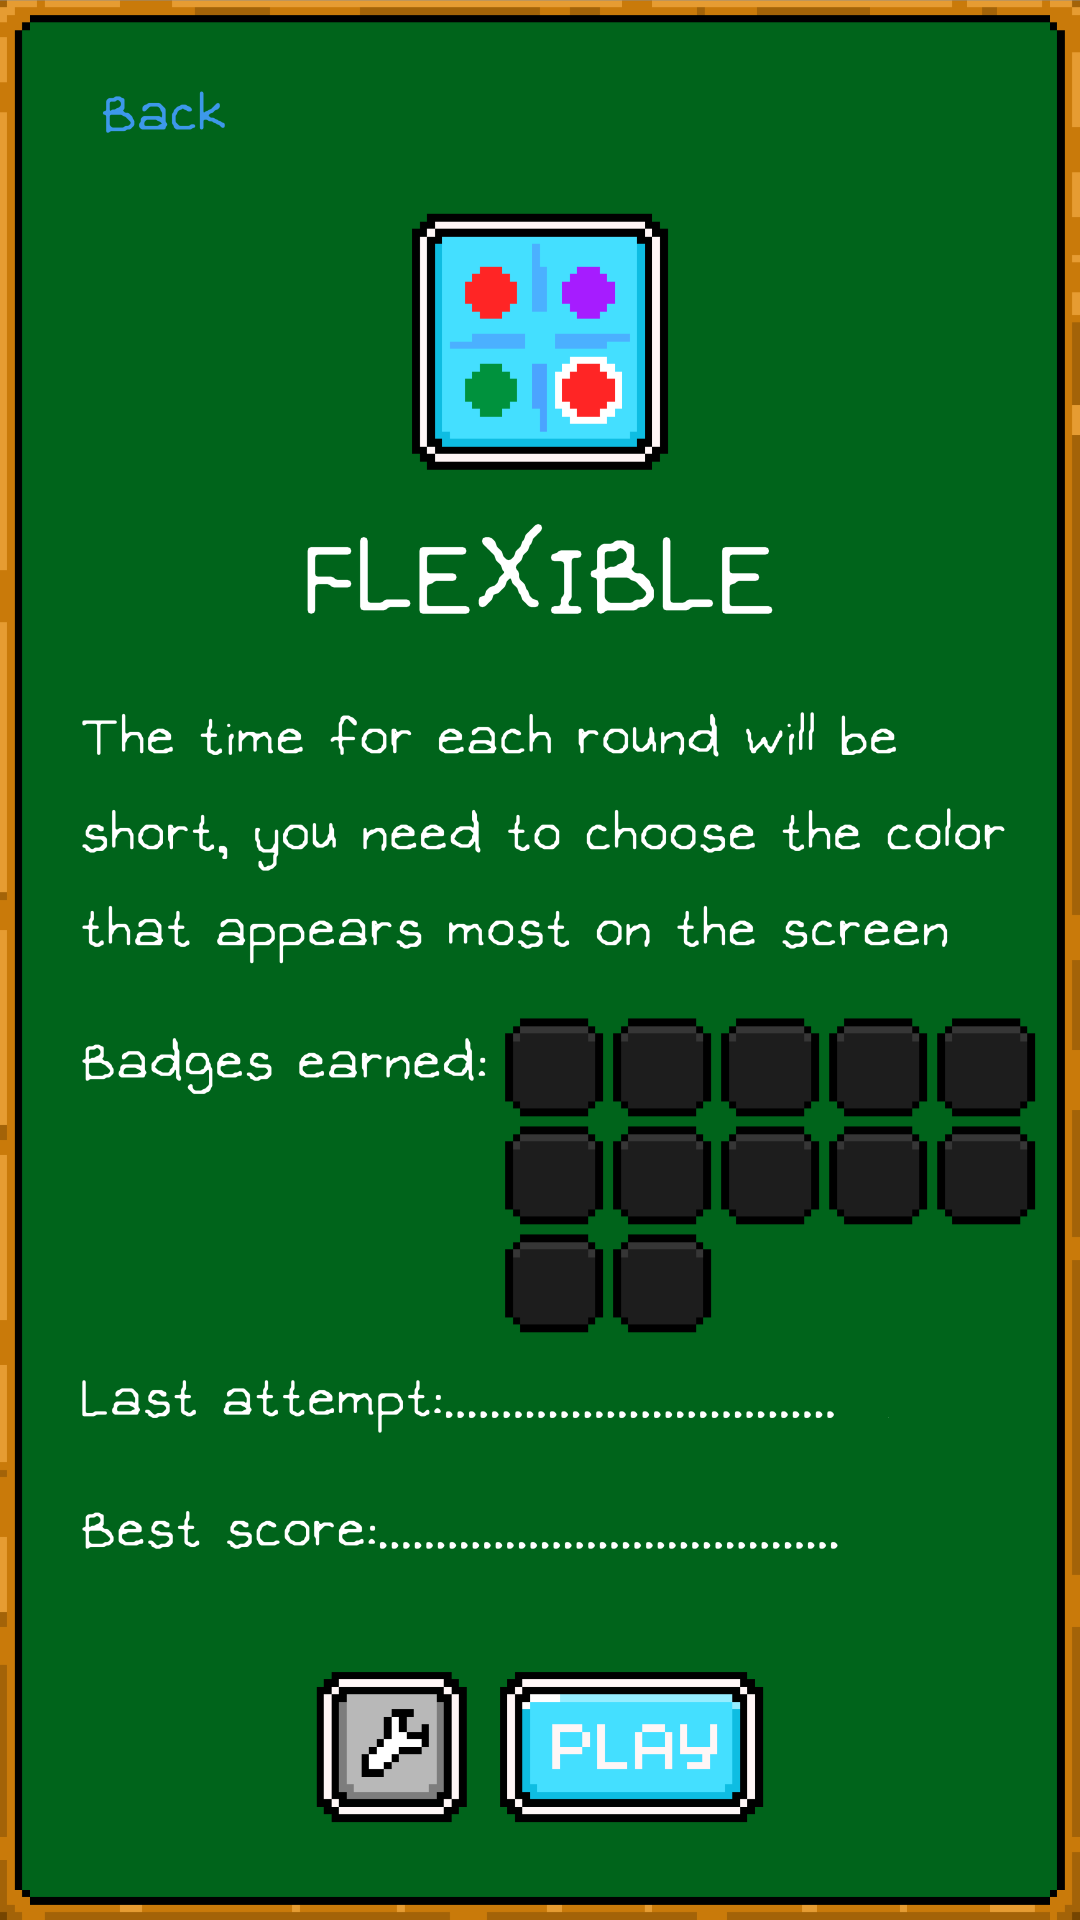 Back
FLEXIBLE
The time for each round will be
short, you need to choose the color
that appears most on the screen
Badges earned:
Last attempt:..................................
Best score:........................................
PLAY